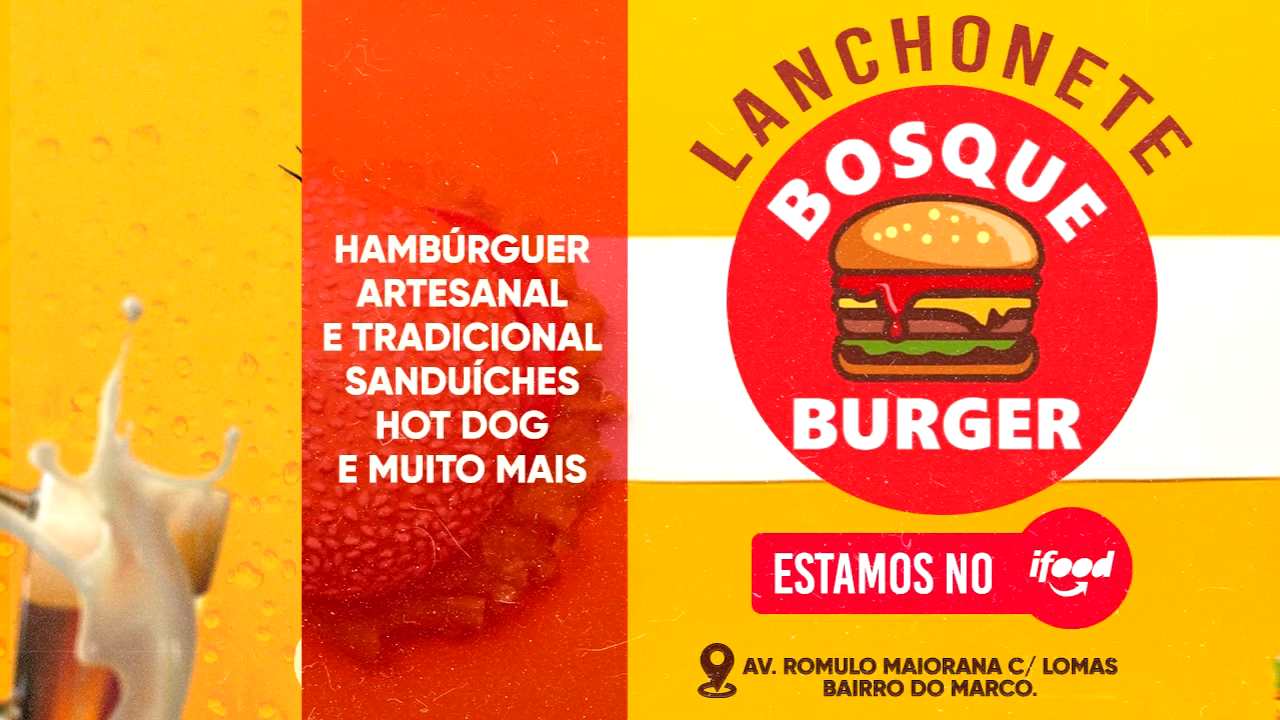 HAMBÚRGUER
ARTESANAL
E TRADICIONAL
SANDUÍCHES
HOT DOG
E MUITO MAIS
LANCHONETE
BOSQUE
BURGER
ESTAMOS NO ifood
AV. ROMULO MAIORANA C/ LOMAS
BAIRRO DO MARCO.